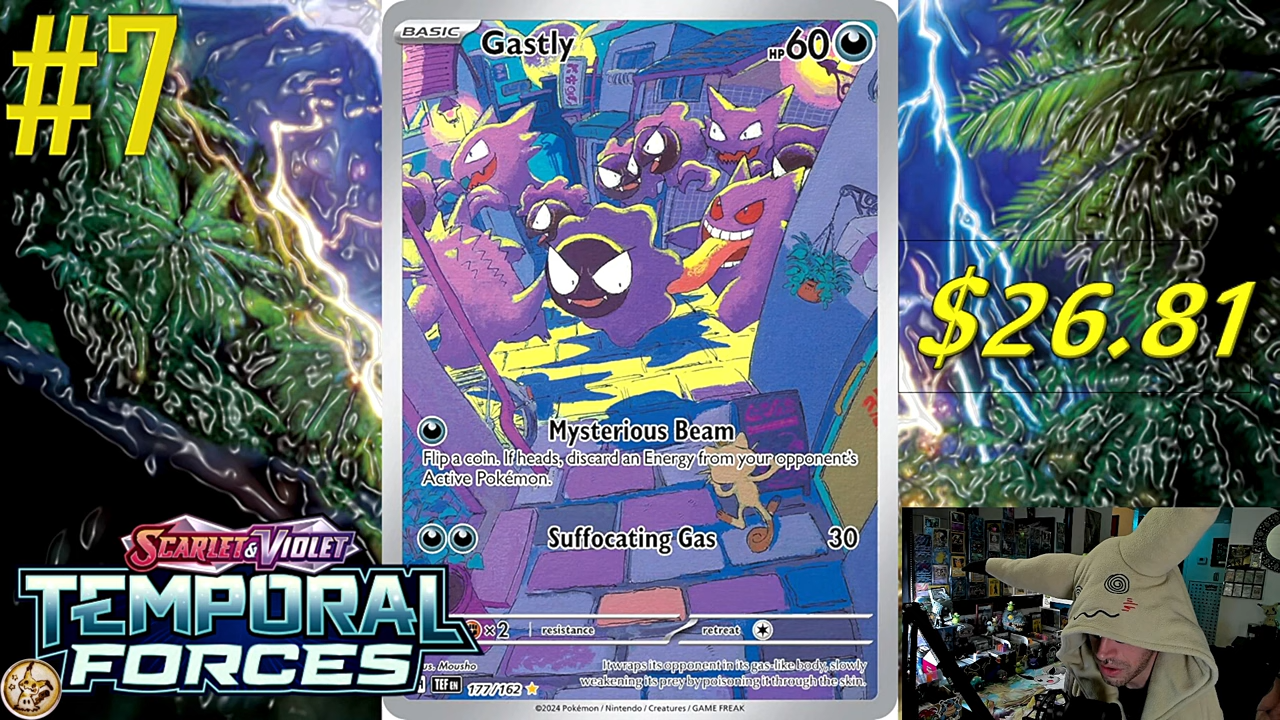 #7
BASIC
Gastly
HP60
$26.81
Mysterious Beam
Flip a coin. If heads, discard an Energy from your opponent's
Active Pokémon.
Suffocating Gas 30
SCARLET & VIOLET
TEMPORAL
FORCES
×2 resistance retreat
us. Mousho
It wraps its opponent in its gas-like body, slowly
weakening its prey by poisoning it through the skin.
TEF EN 177/162
©2024 Pokémon / Nintendo / Creatures / GAME FREAK